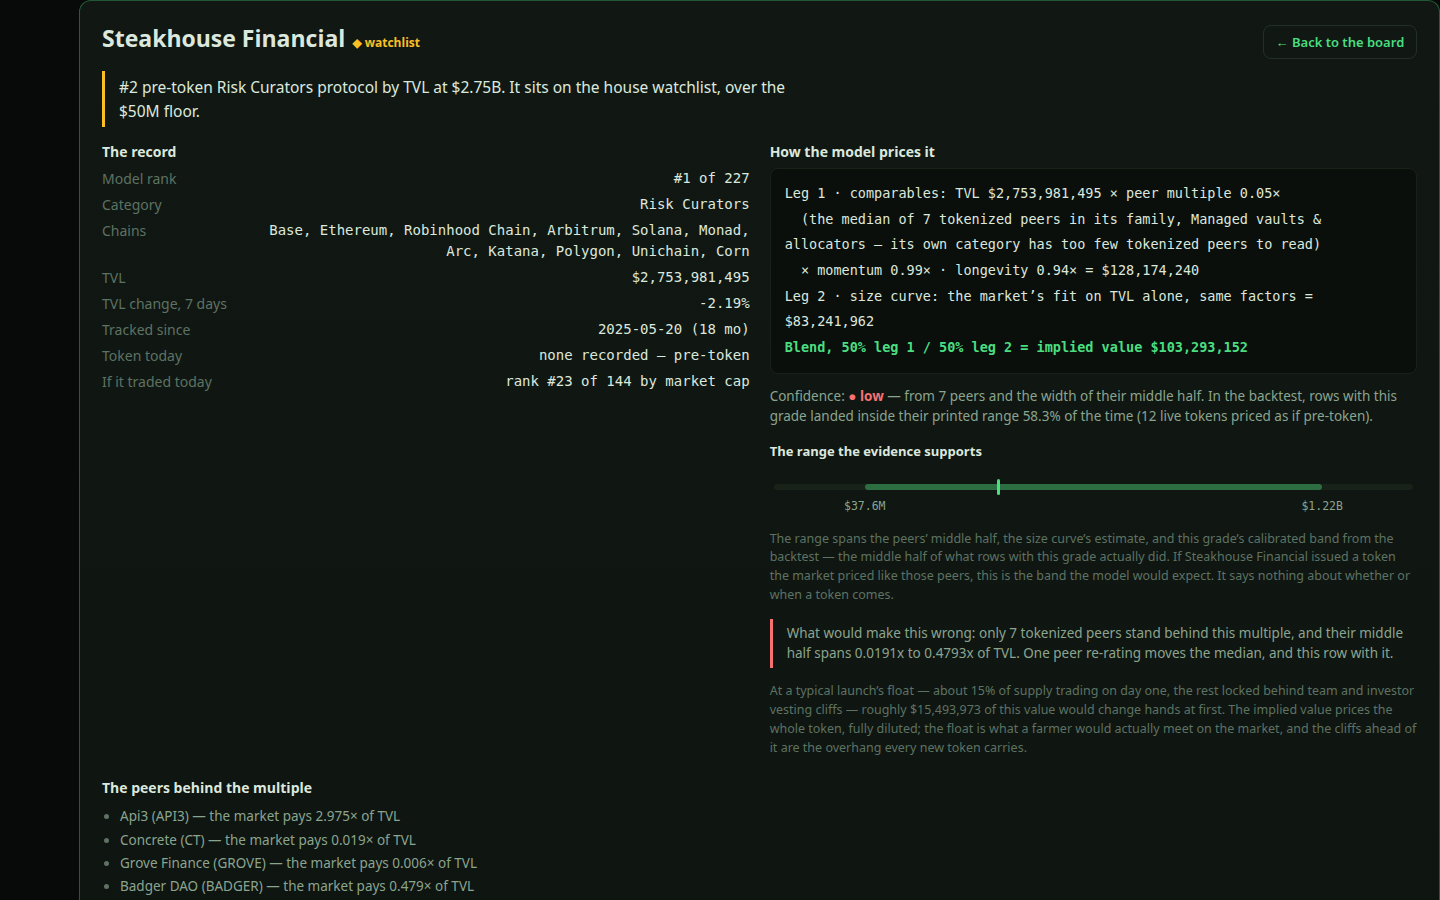 Steakhouse Financial ◆ watchlist
← Back to the board
#2 pre-token Risk Curators protocol by TVL at $2.75B. It sits on the house watchlist, over the
$50M floor.
The record
Model rank #1 of 227
Category Risk Curators
Chains Base, Ethereum, Robinhood Chain, Arbitrum, Solana, Monad,
Arc, Katana, Polygon, Unichain, Corn
TVL $2,753,981,495
TVL change, 7 days -2.19%
Tracked since 2025-05-20 (18 mo)
Token today none recorded — pre-token
If it traded today rank #23 of 144 by market cap
How the model prices it
Leg 1 · comparables: TVL $2,753,981,495 × peer multiple 0.05×
(the median of 7 tokenized peers in its family, Managed vaults &
allocators — its own category has too few tokenized peers to read)
× momentum 0.99× · longevity 0.94× = $128,174,240
Leg 2 · size curve: the market’s fit on TVL alone, same factors =
$83,241,962
Blend, 50% leg 1 / 50% leg 2 = implied value $103,293,152
Confidence: ● low — from 7 peers and the width of their middle half. In the backtest, rows with this
grade landed inside their printed range 58.3% of the time (12 live tokens priced as if pre-token).
The range the evidence supports
$37.6M $1.22B
The range spans the peers’ middle half, the size curve’s estimate, and this grade’s calibrated band from the
backtest — the middle half of what rows with this grade actually did. If Steakhouse Financial issued a token
the market priced like those peers, this is the band the model would expect. It says nothing about whether or
when a token comes.
What would make this wrong: only 7 tokenized peers stand behind this multiple, and their middle
half spans 0.0191x to 0.4793x of TVL. One peer re-rating moves the median, and this row with it.
At a typical launch’s float — about 15% of supply trading on day one, the rest locked behind team and investor
vesting cliffs — roughly $15,493,973 of this value would change hands at first. The implied value prices the
whole token, fully diluted; the float is what a farmer would actually meet on the market, and the cliffs ahead of
it are the overhang every new token carries.
The peers behind the multiple
• Api3 (API3) — the market pays 2.975× of TVL
• Concrete (CT) — the market pays 0.019× of TVL
• Grove Finance (GROVE) — the market pays 0.006× of TVL
• Badger DAO (BADGER) — the market pays 0.479× of TVL